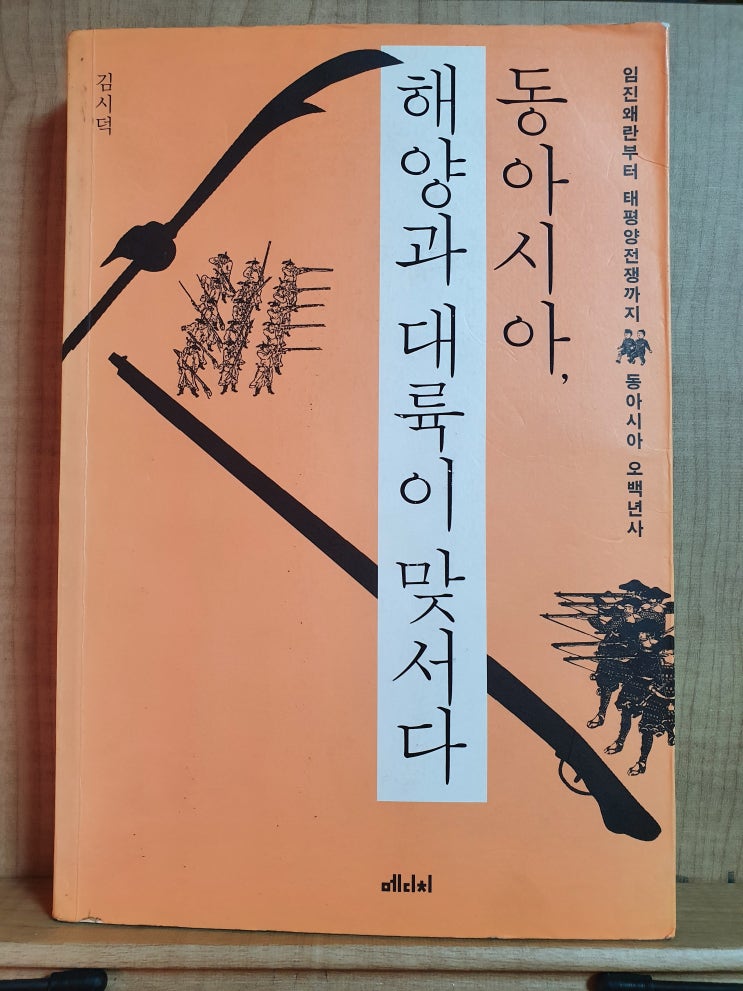 임진왜란부터 태평양전쟁까지 동아시아 오백년사
동아시아,
해양과 대륙이 맞서다
김시덕
메디치